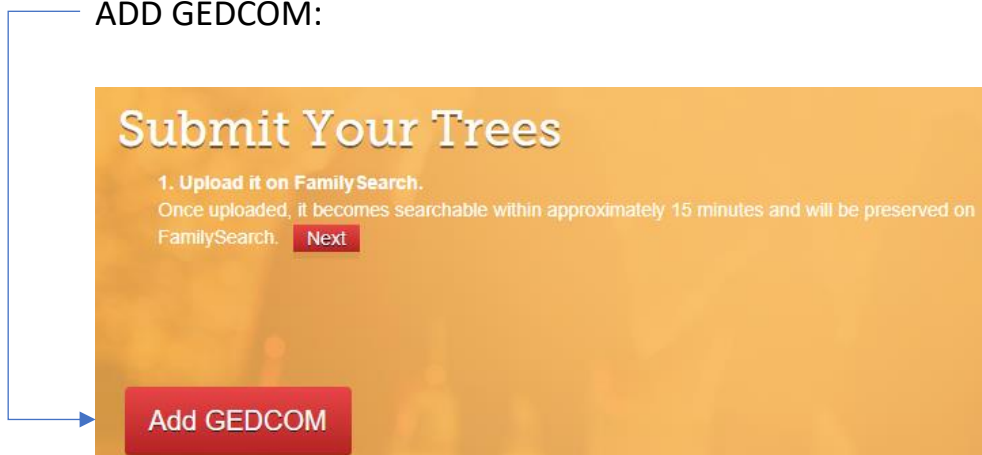 ADD GEDCOM:
Submit Your Trees
1. Upload it on FamilySearch.
Once uploaded, it becomes searchable within approximately 15 minutes and will be preserved on
FamilySearch. Next
Add GEDCOM